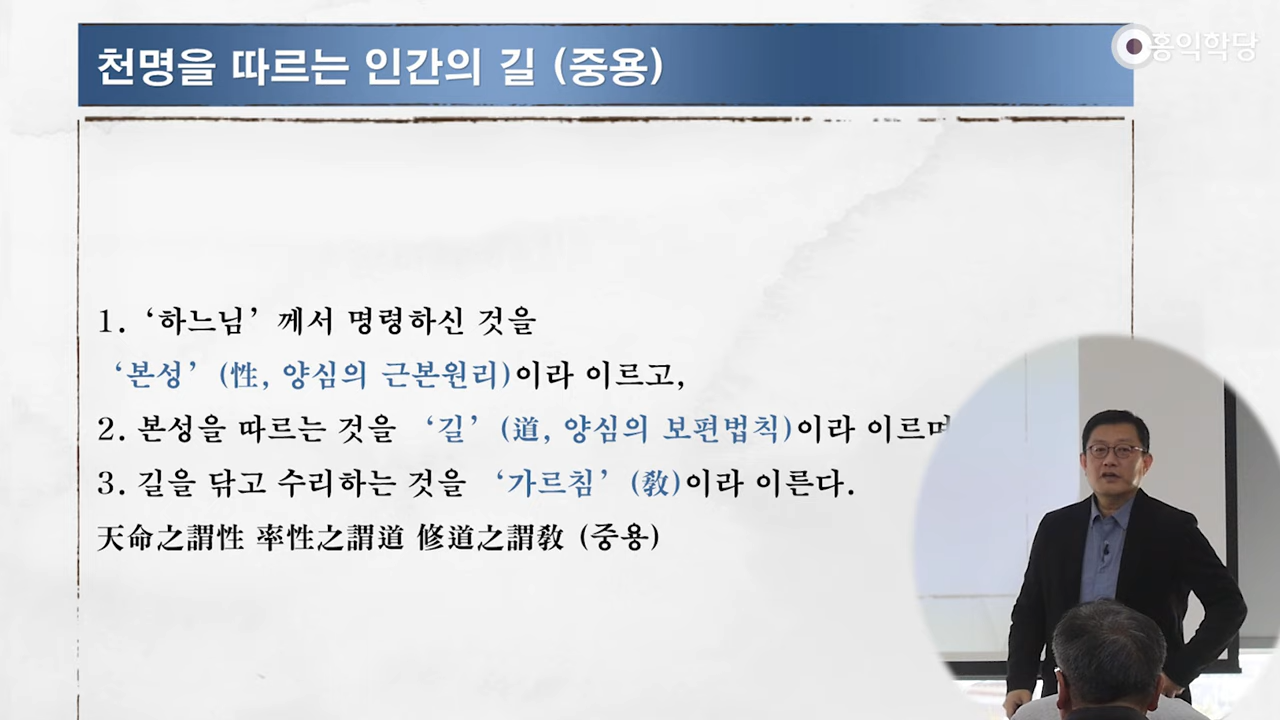 천명을 따르는 인간의 길 (중용)
홍익학당
1. ‘하느님’ 께서 명령하신 것을
‘본성’ (性, 양심의 근본원리)이라 이르고,
2. 본성을 따르는 것을 ‘길’ (道, 양심의 보편법칙)이라 이르며
3. 길을 닦고 수리하는 것을 ‘가르침’ (敎)이라 이른다.
天命之謂性 率性之謂道 修道之謂敎 (중용)